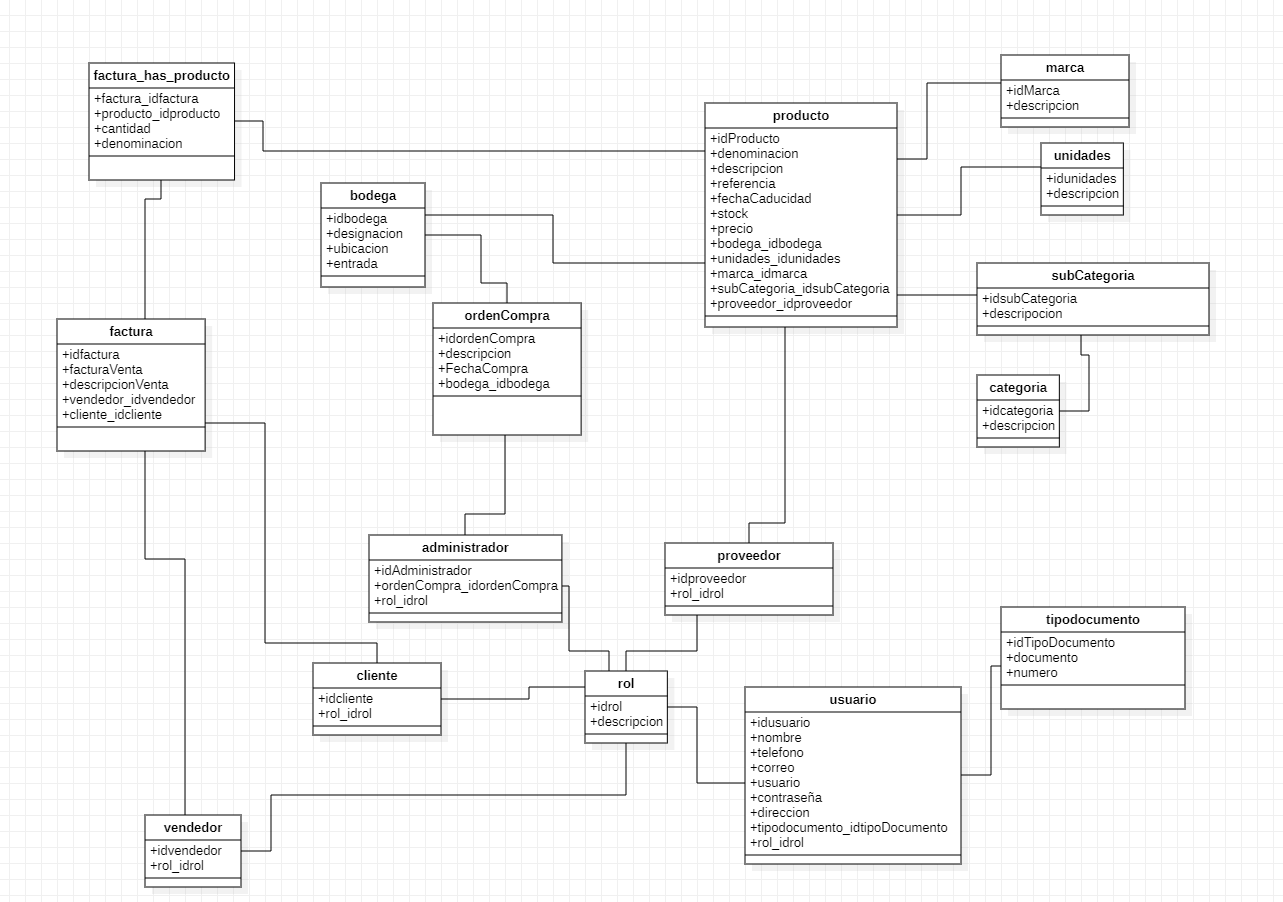 factura_has_producto
+factura_idfactura
+producto_idproducto
+cantidad
+denominacion
marca
+idMarca
+descripcion
producto
+idProducto
+denominacion
+descripcion
+referencia
+fechaCaducidad
+stock
+precio
+bodega_idbodega
+unidades_idunidades
+marca_idmarca
+subCategoria_idsubCategoria
+proveedor_idproveedor
unidades
+idunidades
+descripcion
bodega
+idbodega
+designacion
+ubicacion
+entrada
subCategoria
+idsubCategoria
+descripocion
ordenCompra
+idordenCompra
+descripcion
+FechaCompra
+bodega_idbodega
factura
+idfactura
+facturaVenta
+descripcionVenta
+vendedor_idvendedor
+cliente_idcliente
categoria
+idcategoria
+descripcion
administrador
+idAdministrador
+ordenCompra_idordenCompra
+rol_idrol
proveedor
+idproveedor
+rol_idrol
tipodocumento
+idTipoDocumento
+documento
+numero
cliente
+idcliente
+rol_idrol
rol
+idrol
+descripcion
usuario
+idusuario
+nombre
+telefono
+correo
+usuario
+contraseña
+direccion
+tipodocumento_idtipoDocumento
+rol_idrol
vendedor
+idvendedor
+rol_idrol